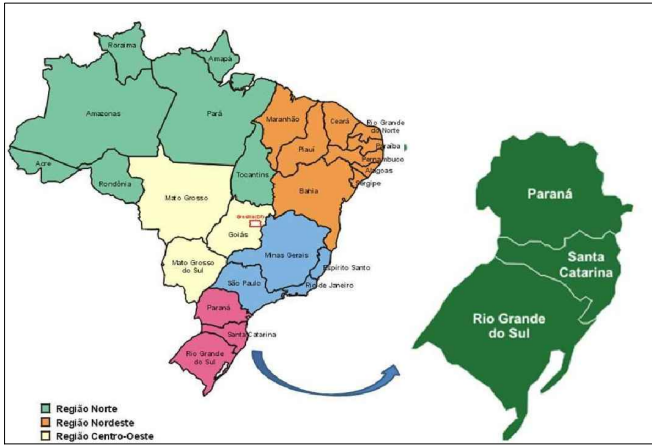 Roraima
Amapá
Amazonas
Pará
Maranhão
Ceará
Rio Grande
do Norte
Paraíba
Piauí
Pernambuco
Alagoas
Sergipe
Acre
Rondônia
Tocantins
Bahia
Mato Grosso
Goiás
Minas Gerais
Mato Grosso
do Sul
Espírito Santo
São Paulo
Rio de Janeiro
Paraná
Santa Catarina
Rio Grande
do Sul
Paraná
Santa
Catarina
Rio Grande
do Sul
Região Norte
Região Nordeste
Região Centro-Oeste